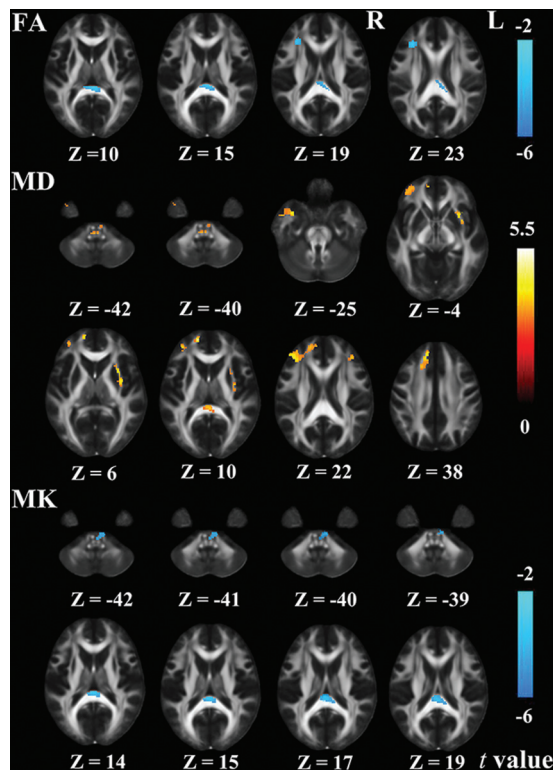 FA R L -2
Z =10 Z = 15 Z = 19 Z = 23 -6
MD
5.5
Z = -42 Z = -40 Z = -25 Z = -4
0
Z = 6 Z = 10 Z = 22 Z = 38
MK
-2
Z = -42 Z = -41 Z = -40 Z = -39
-6
Z = 14 Z = 15 Z = 17 Z = 19 t value